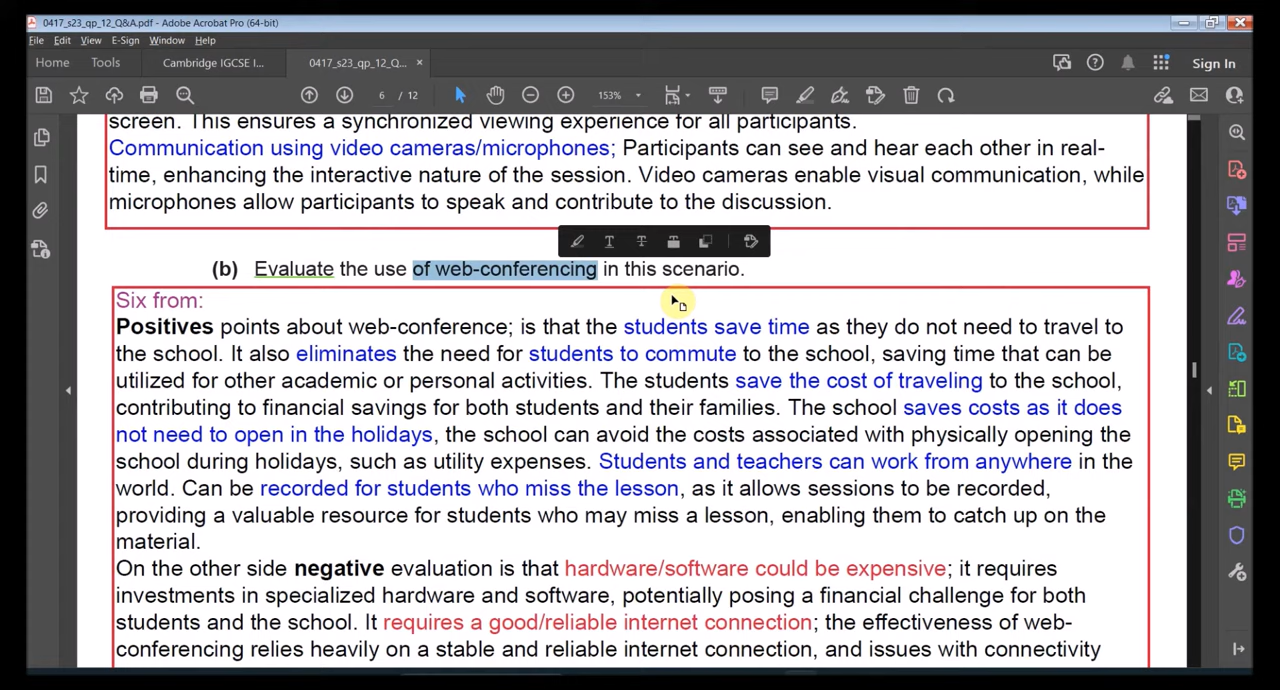 0417_s23_qp_12_Q&A.pdf - Adobe Acrobat Pro (64-bit)
File Edit View E-Sign Window Help
Home Tools Cambridge IGCSE I... 0417_s23_qp_12_Q... × Sign In
6 / 12 153%
screen. This ensures a synchronized viewing experience for all participants.
Communication using video cameras/microphones; Participants can see and hear each other in real-
time, enhancing the interactive nature of the session. Video cameras enable visual communication, while
microphones allow participants to speak and contribute to the discussion.
(b) Evaluate the use of web-conferencing in this scenario.
Six from:
Positives points about web-conference; is that the students save time as they do not need to travel to
the school. It also eliminates the need for students to commute to the school, saving time that can be
utilized for other academic or personal activities. The students save the cost of traveling to the school,
contributing to financial savings for both students and their families. The school saves costs as it does
not need to open in the holidays, the school can avoid the costs associated with physically opening the
school during holidays, such as utility expenses. Students and teachers can work from anywhere in the
world. Can be recorded for students who miss the lesson, as it allows sessions to be recorded,
providing a valuable resource for students who may miss a lesson, enabling them to catch up on the
material.
On the other side negative evaluation is that hardware/software could be expensive; it requires
investments in specialized hardware and software, potentially posing a financial challenge for both
students and the school. It requires a good/reliable internet connection; the effectiveness of web-
conferencing relies heavily on a stable and reliable internet connection, and issues with connectivity